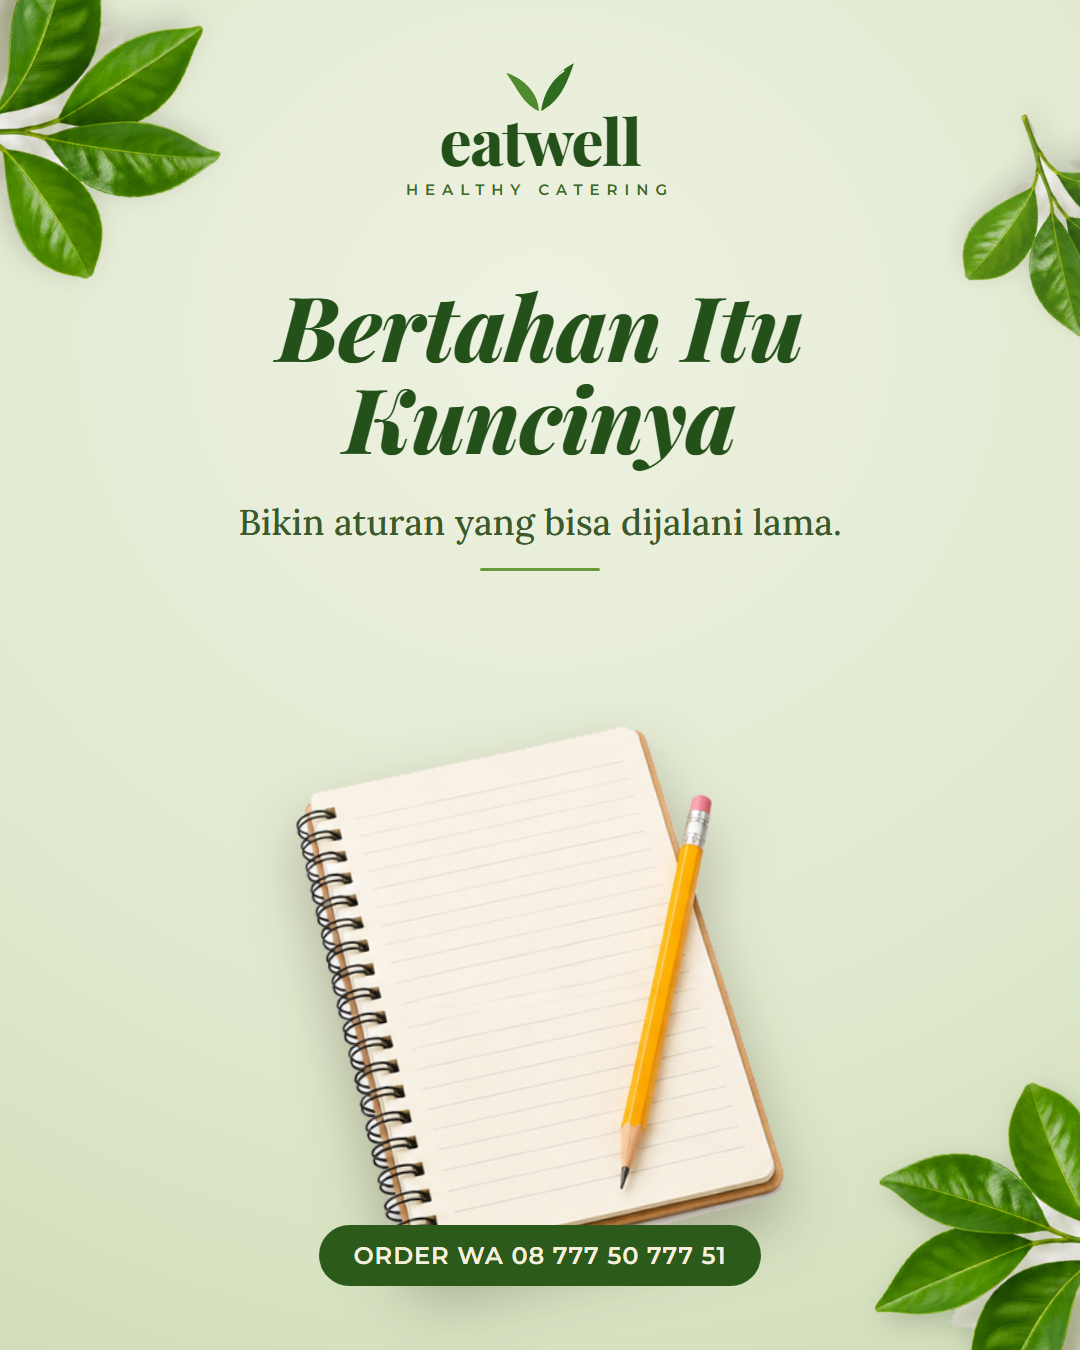 eatwell
HEALTHY CATERING
Bertahan Itu
Kuncinya
Bikin aturan yang bisa dijalani lama.
ORDER WA 08 777 50 777 51